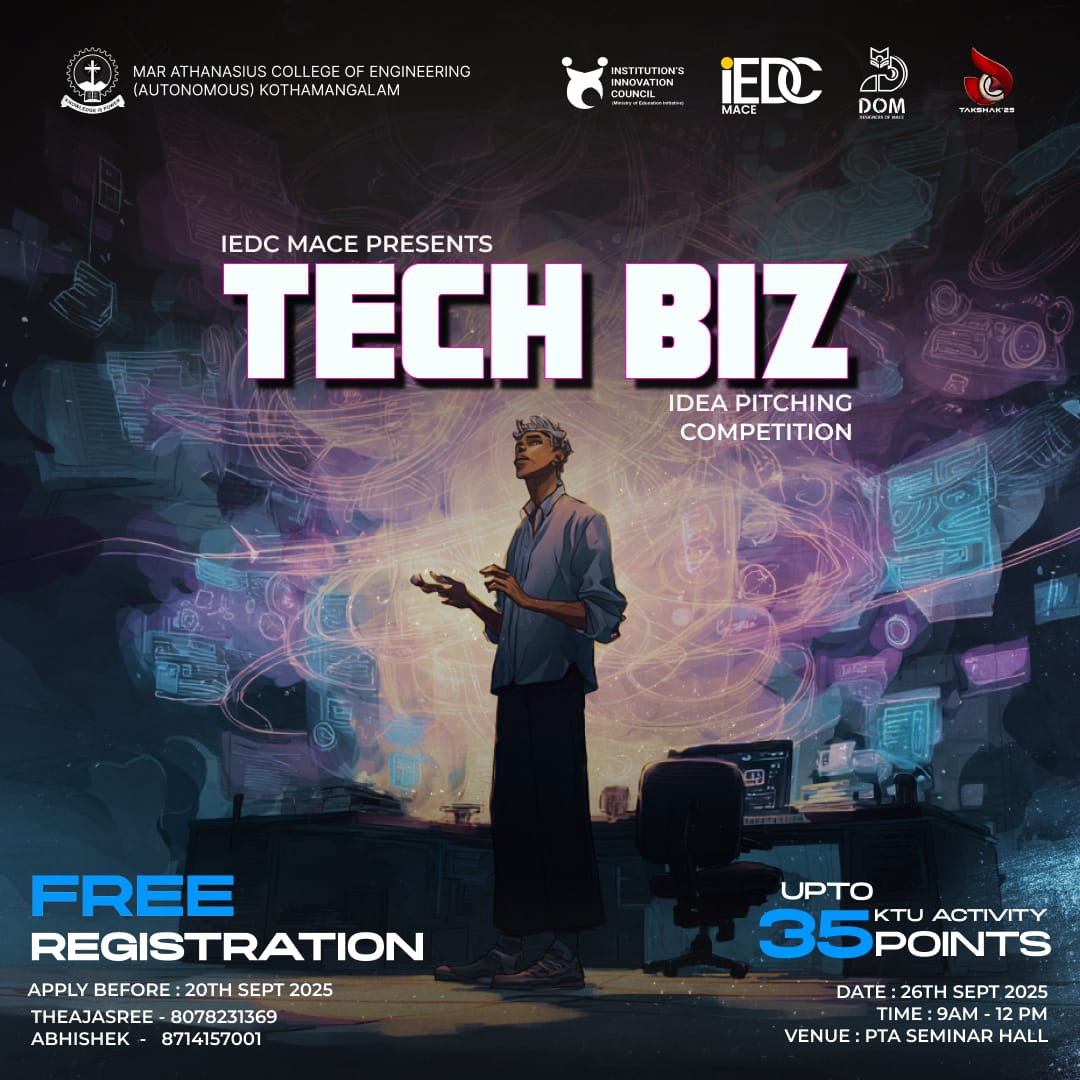 MAR ATHANASIUS COLLEGE OF ENGINEERING
(AUTONOMOUS) KOTHAMANGALAM
KNOWLEDGE IS POWER
INSTITUTION'S
INNOVATION
COUNCIL
(Ministry of Education Initiative)
iEDC
MACE
DOM
DESIGNERS OF MACE
TAKSHAK'25
IEDC MACE PRESENTS
TECH BIZ
IDEA PITCHING
COMPETITION
FREE
REGISTRATION
APPLY BEFORE : 20TH SEPT 2025
THEAJASREE - 8078231369
ABHISHEK - 8714157001
UPTO
35 KTU ACTIVITY
POINTS
DATE : 26TH SEPT 2025
TIME : 9AM - 12 PM
VENUE : PTA SEMINAR HALL